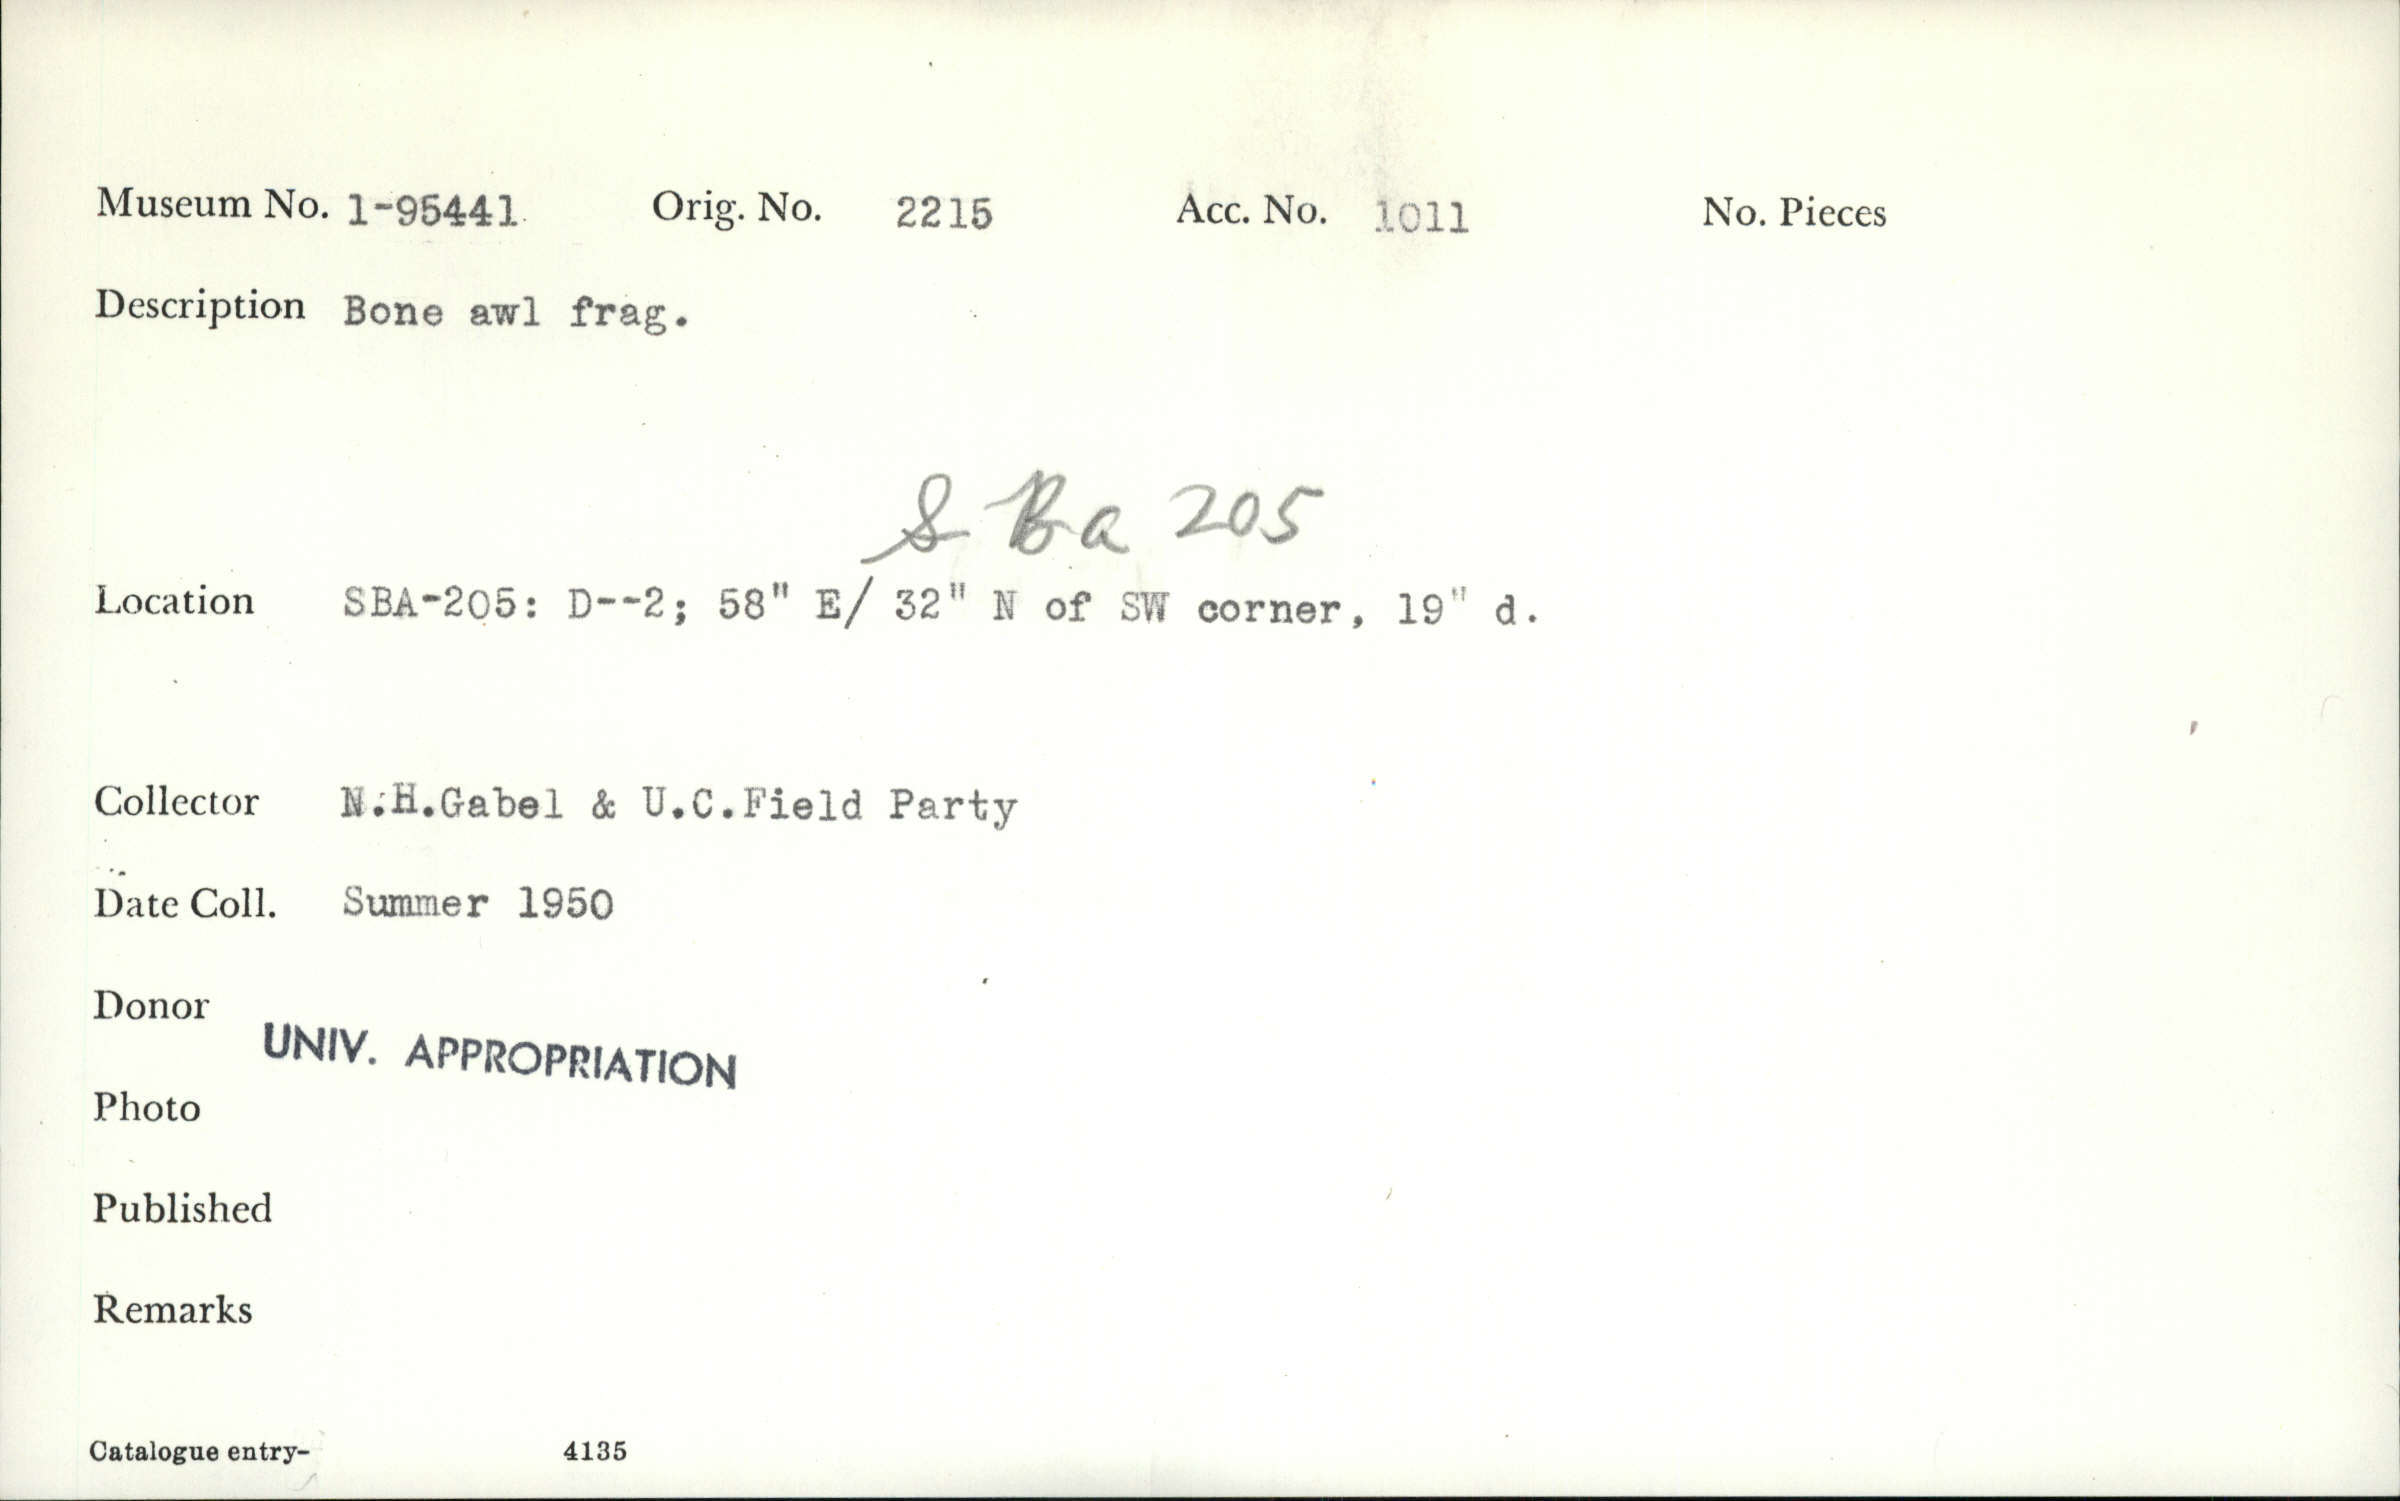 Museum No. 1-95441 Orig. No. 2215 Acc. No. 1011 No. Pieces
Description Bone awl frag.
S Ba 205
Location SBA-205: D--2; 58" E/ 32" N of SW corner, 19" d.
Collector N.H.Gabel & U.C.Field Party
Date Coll. Summer 1950
Donor
UNIV. APPROPRIATION
Photo
Published
Remarks
Catalogue entry- 4135